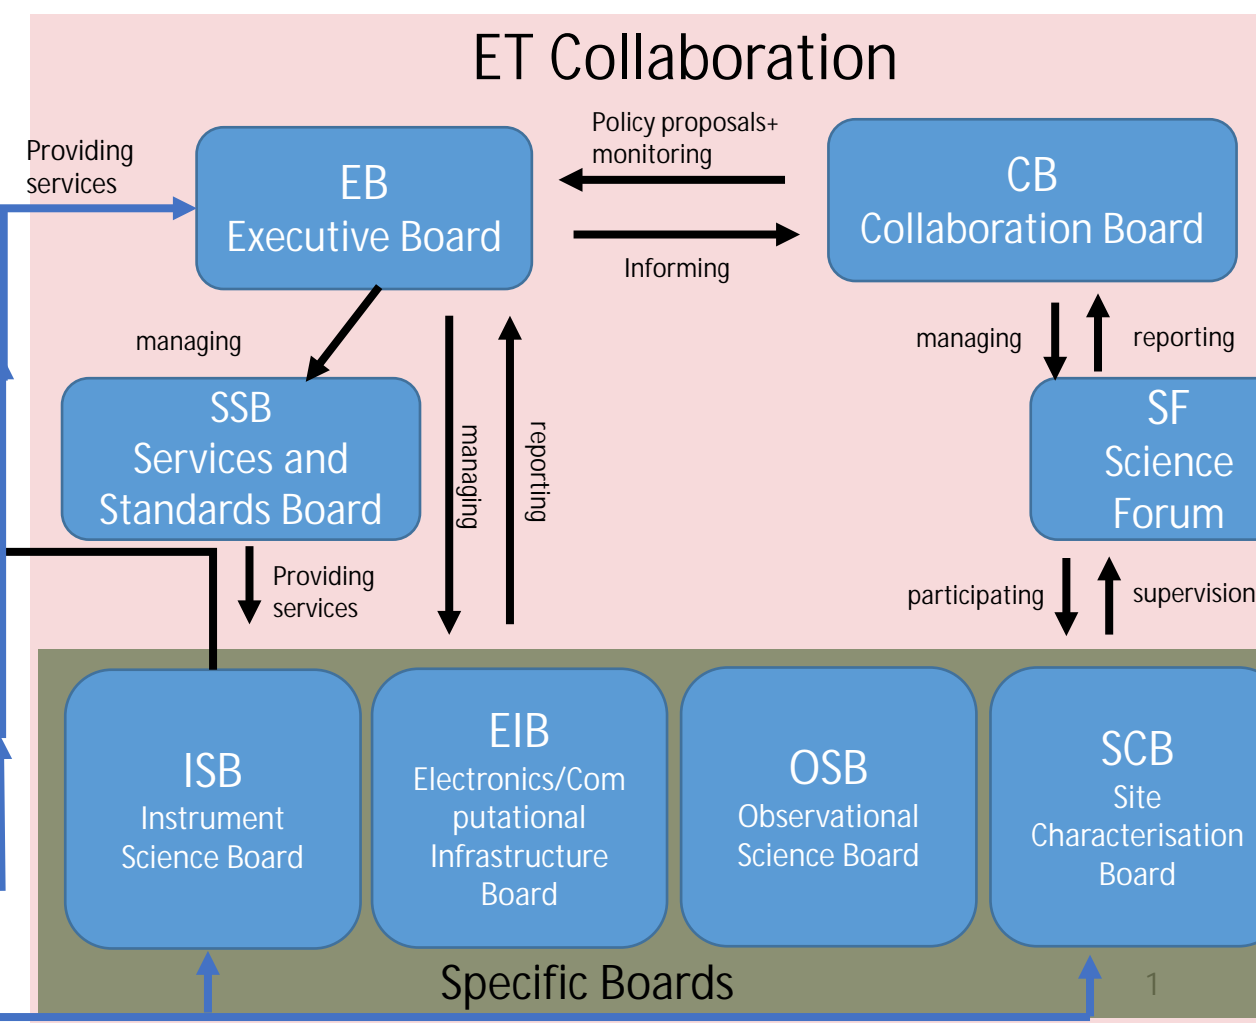 ET Collaboration
Providing
services
EB
Executive Board
Policy proposals+
monitoring
Informing
CB
Collaboration Board
managing
managing
reporting
SSB
Services and
Standards Board
managing
reporting
SF
Science
Forum
Providing
services
participating
supervision
ISB
Instrument
Science Board
EIB
Electronics/Com
putational
Infrastructure
Board
OSB
Observational
Science Board
SCB
Site
Characterisation
Board
Specific Boards
1